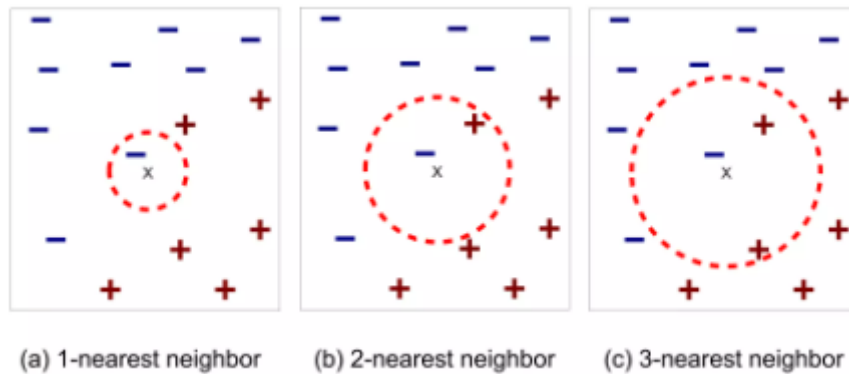 x x x
(a) 1-nearest neighbor (b) 2-nearest neighbor (c) 3-nearest neighbor